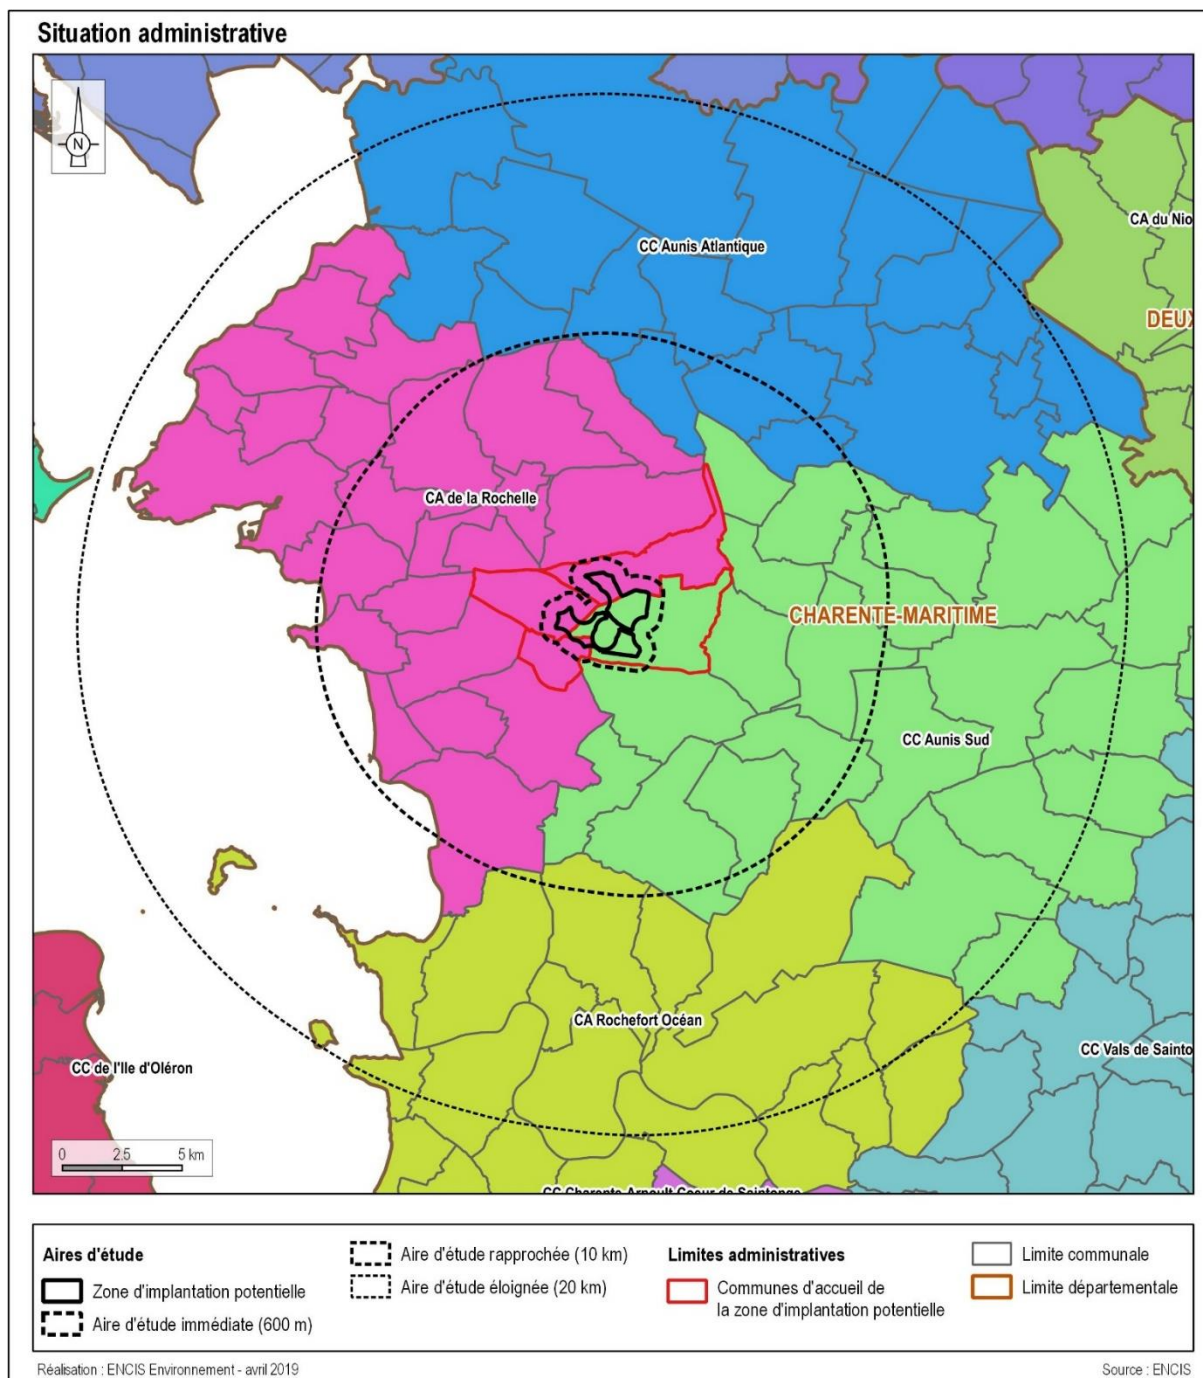 Situation administrative
N
CA du Nio
CC Aunis Atlantique
DEUX
CA de la Rochelle
CHARENTE-MARITIME
CC Aunis Sud
CA Rochefort Océan
CC de l'Ile d'Oléron
CC Vals de Sainto
0 2.5 5 km
CC Charente Arnoult Coeur de Saintonge
Aires d'étude
Zone d'implantation potentielle
Aire d'étude immédiate (600 m)
Aire d'étude rapprochée (10 km)
Aire d'étude éloignée (20 km)
Limites administratives
Communes d'accueil de
la zone d'implantation potentielle
Limite communale
Limite départementale
Réalisation : ENCIS Environnement - avril 2019
Source : ENCIS